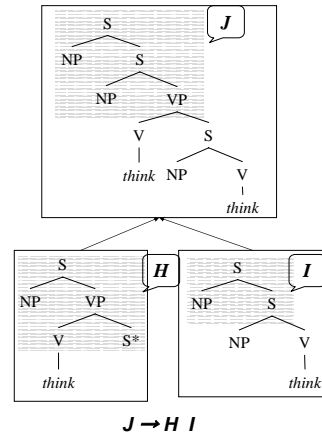 S
J
NP S
NP VP
V S
think NP V
think
S H
NP VP
V S*
think
S I
NP S
NP V
think
J → H I